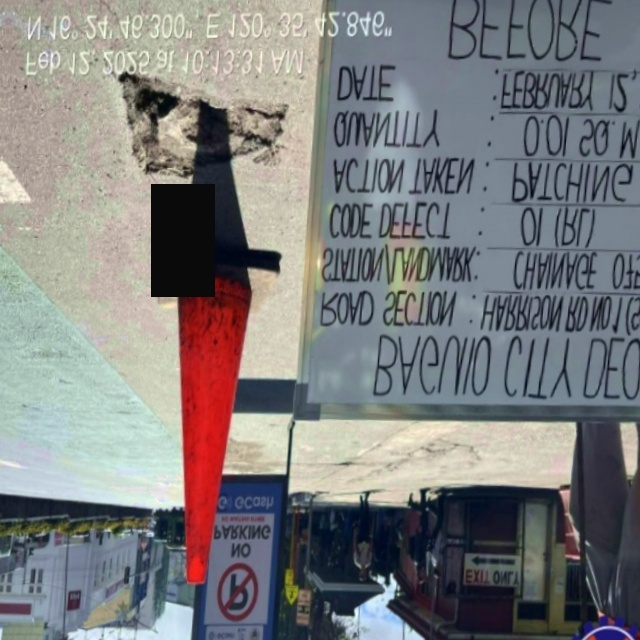 EXIT ONLY
NO
PARKING
GCash
BAGUIO CITY DEO
ROAD SECTION : HARRISON RD NO.1 (S
STATION/LANDMARK: CHAINAGE
CODE DEFECT : 01 (RL)
ACTION TAKEN : PATCHING
QUANTITY : 0.01 SQ. M
DATE : FEBRUARY 12,
BEFORE
Feb 12, 2025 at 10:13:31 AM
N 16° 24' 46.300", E 120° 35' 42.846"